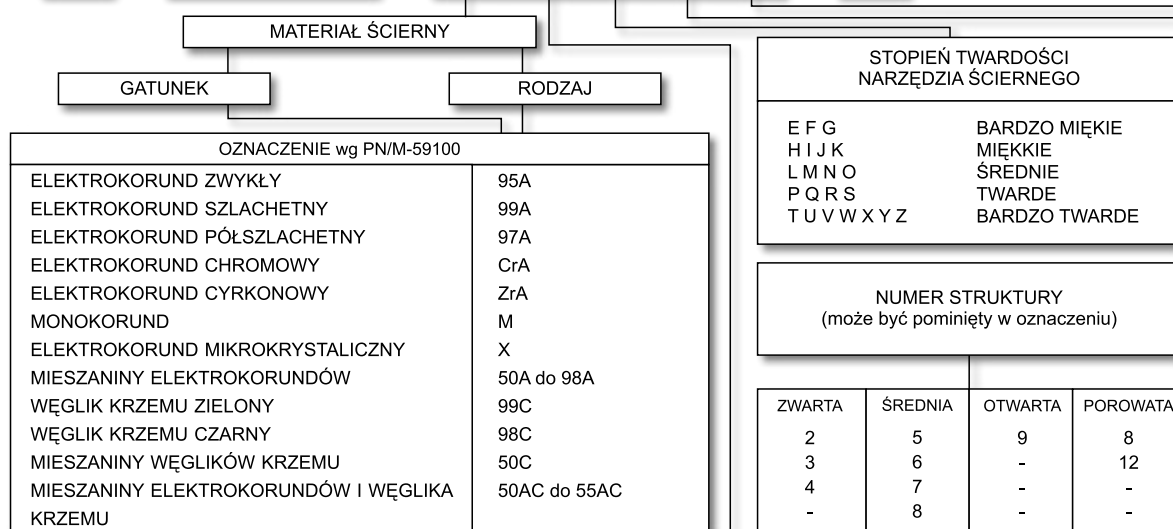 MATERIAŁ ŚCIERNY
GATUNEK
RODZAJ
OZNACZENIE wg PN/M-59100
ELEKTROKORUND ZWYKŁY 95A
ELEKTROKORUND SZLACHETNY 99A
ELEKTROKORUND PÓŁSZLACHETNY 97A
ELEKTROKORUND CHROMOWY CrA
ELEKTROKORUND CYRKONOWY ZrA
MONOKORUND M
ELEKTROKORUND MIKROKRYSTALICZNY X
MIESZANINY ELEKTROKORUNDÓW 50A do 98A
WĘGLIK KRZEMU ZIELONY 99C
WĘGLIK KRZEMU CZARNY 98C
MIESZANINY WĘGLIKÓW KRZEMU 50C
MIESZANINY ELEKTROKORUNDÓW I WĘGLIKA 50AC do 55AC
KRZEMU
STOPIEŃ TWARDOŚCI
NARZĘDZIA ŚCIERNEGO
E F G BARDZO MIĘKIE
H I J K MIĘKKIE
L M N O ŚREDNIE
P Q R S TWARDE
T U V W X Y Z BARDZO TWARDE
NUMER STRUKTURY
(może być pominięty w oznaczeniu)
ZWARTA ŚREDNIA OTWARTA POROWATA
2 5 9 8
3 6 - 12
4 7 - -
- 8 - -